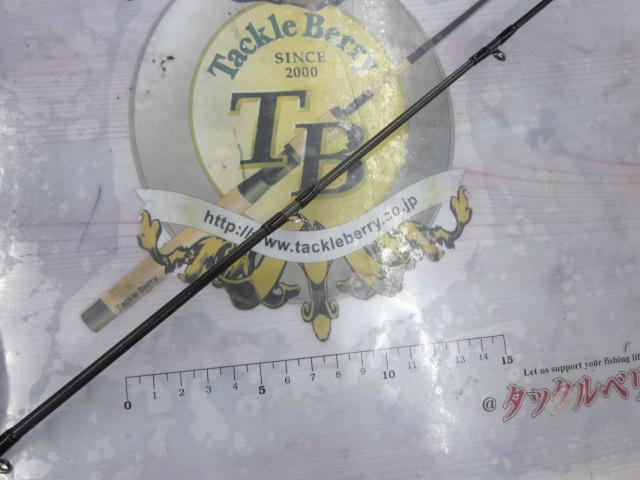 Tackle Berry
SINCE
2000
TB
http://www.tackleberry.co.jp
Tackle Berry
0 1 2 3 4 5 6 7 8 9 10 11 12 13 14 15
Let us support your fishing life
@ タックルベリ